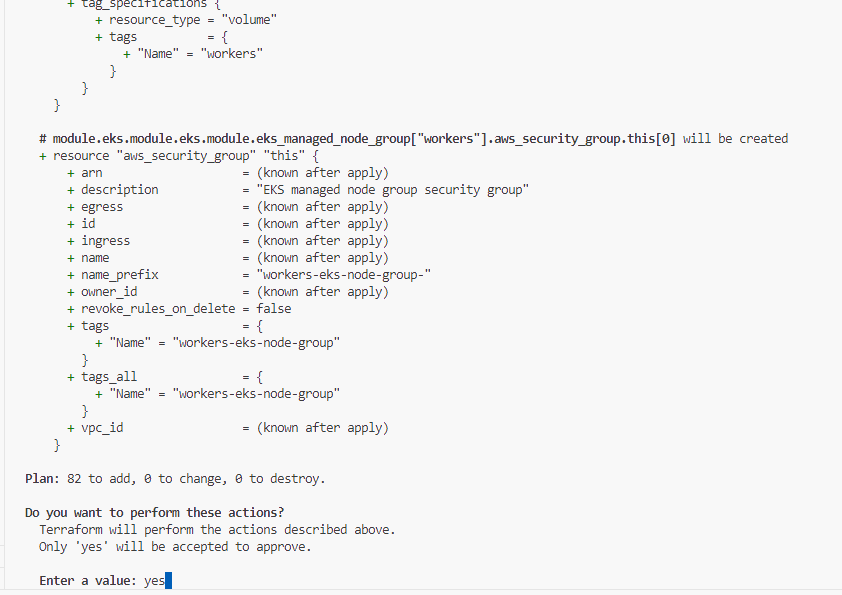 + tag_specifications {
+ resource_type = "volume"
+ tags = {
+ "Name" = "workers"
}
}
}
# module.eks.module.eks.module.eks_managed_node_group["workers"].aws_security_group.this[0] will be created
+ resource "aws_security_group" "this" {
+ arn = (known after apply)
+ description = "EKS managed node group security group"
+ egress = (known after apply)
+ id = (known after apply)
+ ingress = (known after apply)
+ name = (known after apply)
+ name_prefix = "workers-eks-node-group-"
+ owner_id = (known after apply)
+ revoke_rules_on_delete = false
+ tags = {
+ "Name" = "workers-eks-node-group"
}
+ tags_all = {
+ "Name" = "workers-eks-node-group"
}
+ vpc_id = (known after apply)
}
Plan: 82 to add, 0 to change, 0 to destroy.
Do you want to perform these actions?
Terraform will perform the actions described above.
Only 'yes' will be accepted to approve.
Enter a value: yes